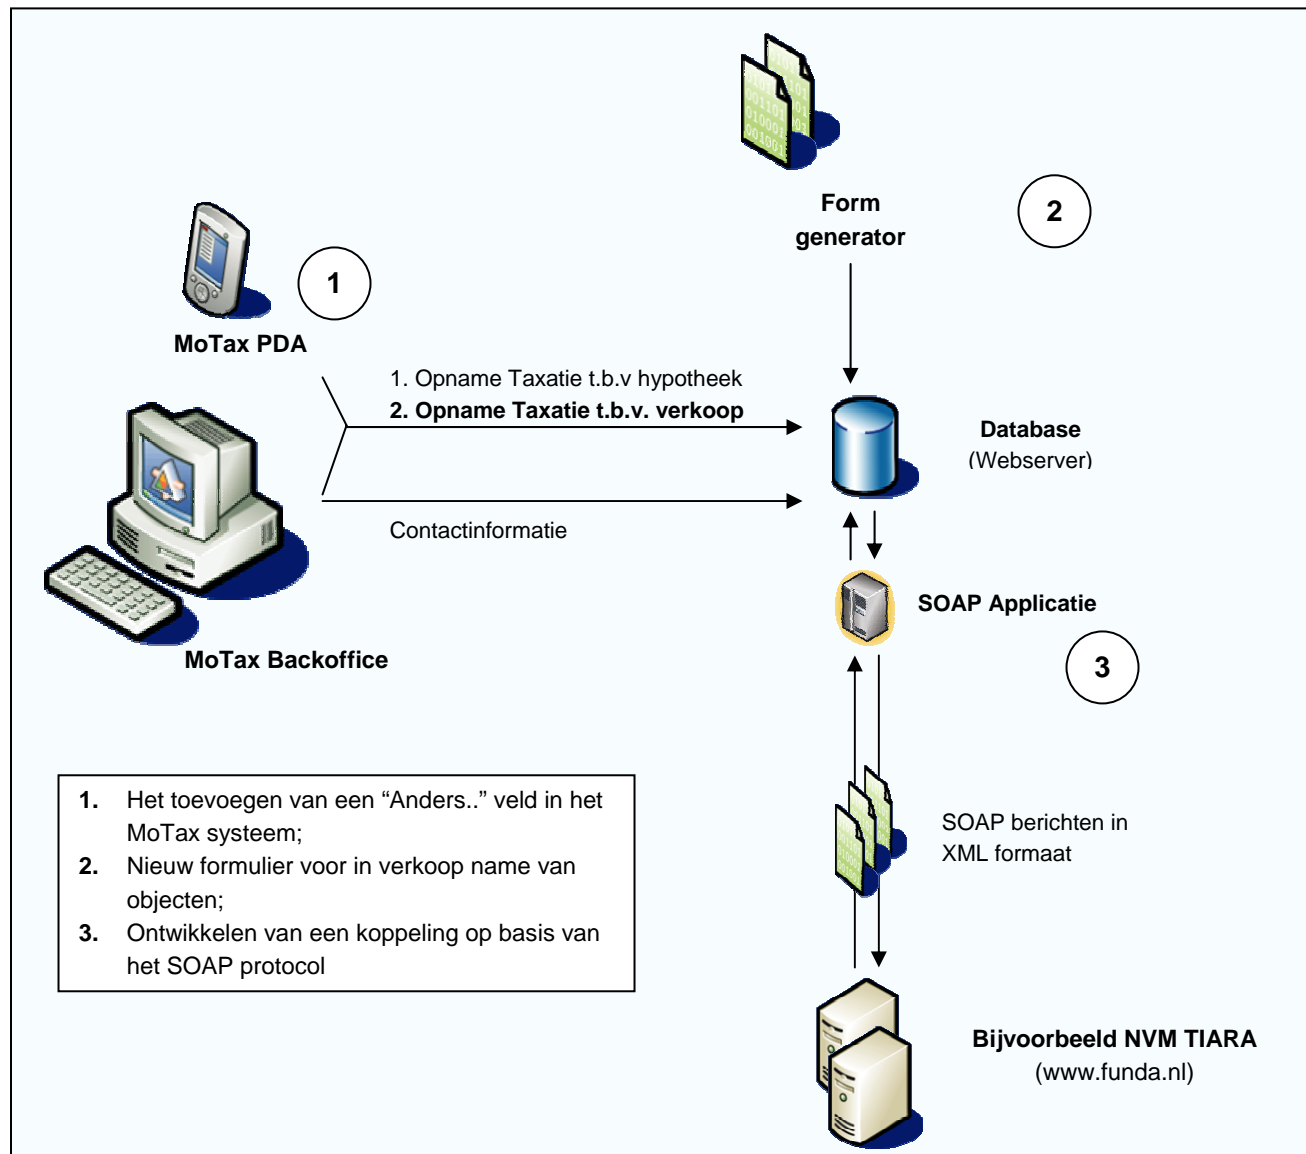 Form
generator
2
1
MoTax PDA
1. Opname Taxatie t.b.v hypotheek
2. Opname Taxatie t.b.v. verkoop
Database
(Webserver)
Contactinformatie
SOAP Applicatie
MoTax Backoffice
3
1. Het toevoegen van een “Anders..” veld in het
MoTax systeem;
2. Nieuw formulier voor in verkoop name van
objecten;
3. Ontwikkelen van een koppeling op basis van
het SOAP protocol
SOAP berichten in
XML formaat
Bijvoorbeeld NVM TIARA
(www.funda.nl)